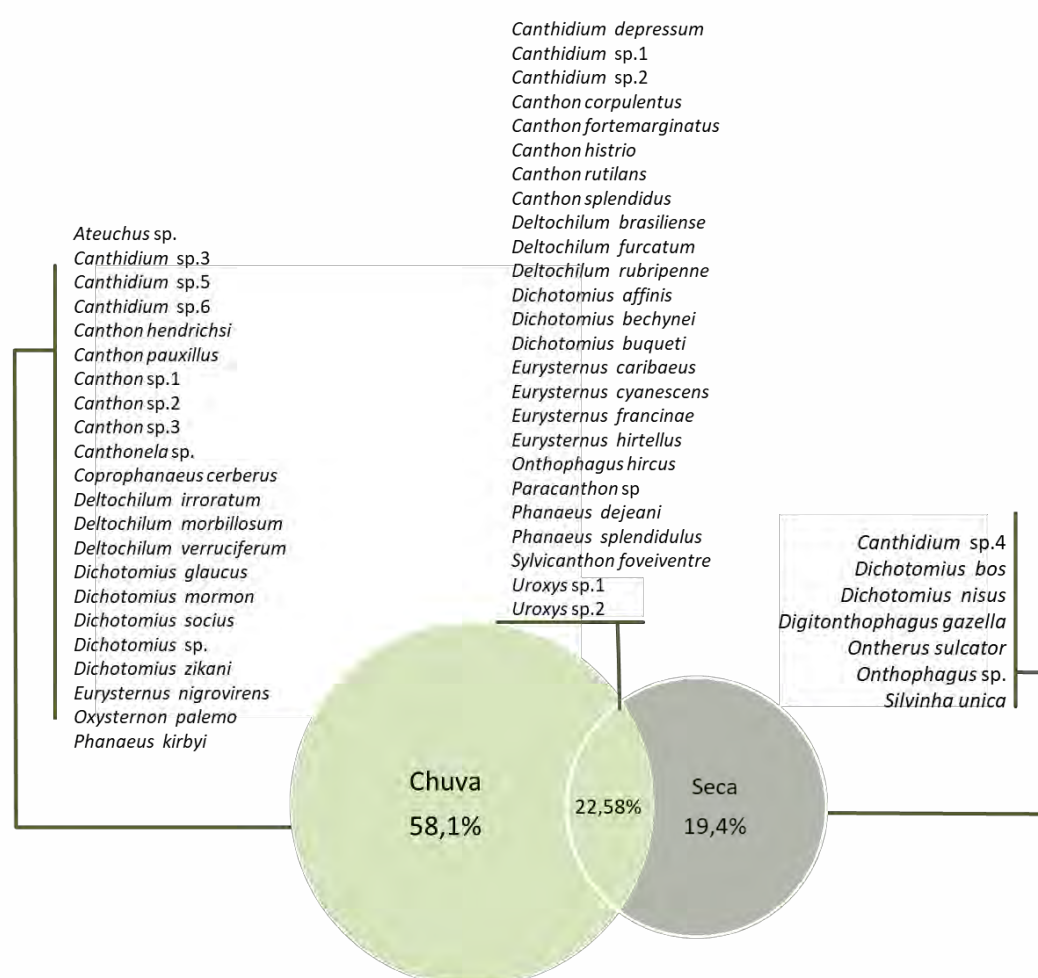 Canthidium depressum
Canthidium sp.1
Canthidium sp.2
Canthon corpulentus
Canthon fortemarginatus
Canthon histrio
Canthon rutilans
Canthon splendidus
Deltochilum brasiliense
Deltochilum furcatum
Deltochilum rubripenne
Dichotomius affinis
Dichotomius bechynei
Dichotomius buqueti
Eurysternus caribaeus
Eurysternus cyanescens
Eurysternus francinae
Eurysternus hirtellus
Onthophagus hircus
Paracanthon sp
Phanaeus dejeani
Phanaeus splendidulus
Sylvicanthon foveiventre
Uroxys sp.1
Uroxys sp.2
Ateuchus sp.
Canthidium sp.3
Canthidium sp.5
Canthidium sp.6
Canthon hendrichsi
Canthon pauxillus
Canthon sp.1
Canthon sp.2
Canthon sp.3
Canthonela sp.
Coprophanaeus cerberus
Deltochilum irroratum
Deltochilum morbillosum
Deltochilum verruciferum
Dichotomius glaucus
Dichotomius mormon
Dichotomius socius
Dichotomius sp.
Dichotomius zikani
Eurysternus nigrovirens
Oxysternon palemo
Phanaeus kirbyi
Canthidium sp.4
Dichotomius bos
Dichotomius nisus
Digitonthophagus gazella
Ontherus sulcator
Onthophagus sp.
Silvinha unica
Chuva
58,1%
22,58%
Seca
19,4%